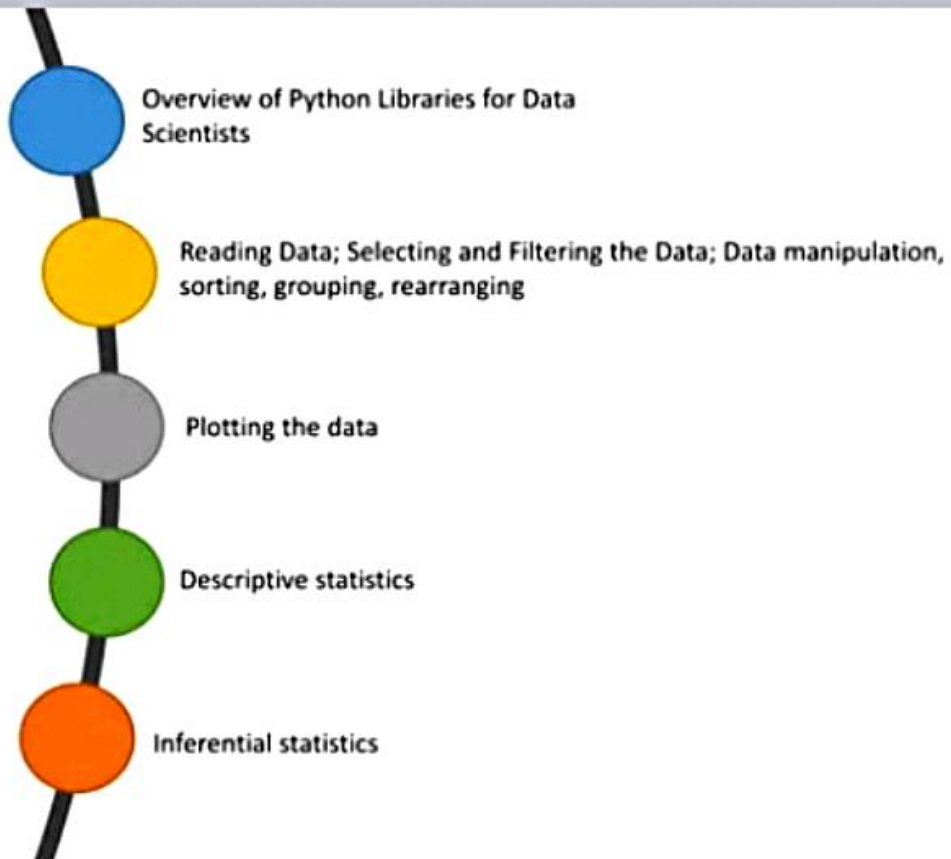 Overview of Python Libraries for Data
Scientists
Reading Data; Selecting and Filtering the Data; Data manipulation,
sorting, grouping, rearranging
Plotting the data
Descriptive statistics
Inferential statistics